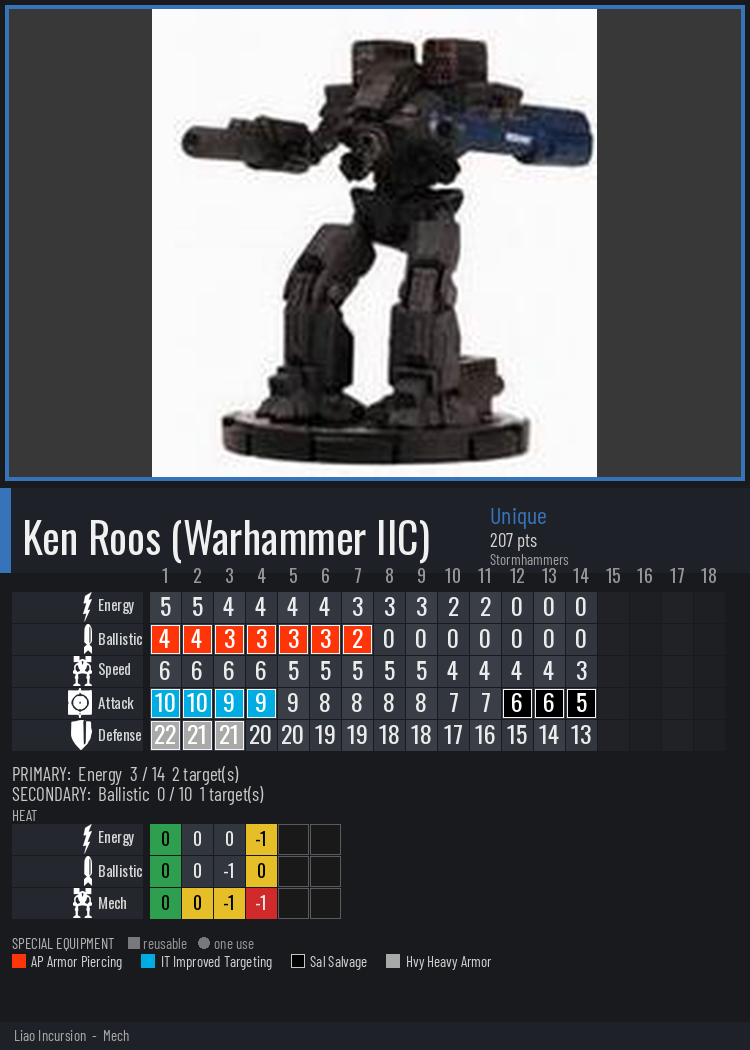 Ken Roos (Warhammer IIC)
Unique
207 pts
Stormhammers
1 2 3 4 5 6 7 8 9 10 11 12 13 14 15 16 17 18
Energy 5 5 4 4 4 4 3 3 3 2 2 0 0 0
Ballistic 4 4 3 3 3 3 2 0 0 0 0 0 0 0
Speed 6 6 6 6 5 5 5 5 5 4 4 4 4 3
Attack 10 10 9 9 9 8 8 8 8 7 7 6 6 5
Defense 22 21 21 20 20 19 19 18 18 17 16 15 14 13
PRIMARY: Energy 3 / 14 2 target(s)
SECONDARY: Ballistic 0 / 10 1 target(s)
HEAT
Energy 0 0 0 -1
Ballistic 0 0 -1 0
Mech 0 0 -1 -1
SPECIAL EQUIPMENT reusable one use
AP Armor Piercing IT Improved Targeting Sal Salvage Hvy Heavy Armor
Liao Incursion - Mech